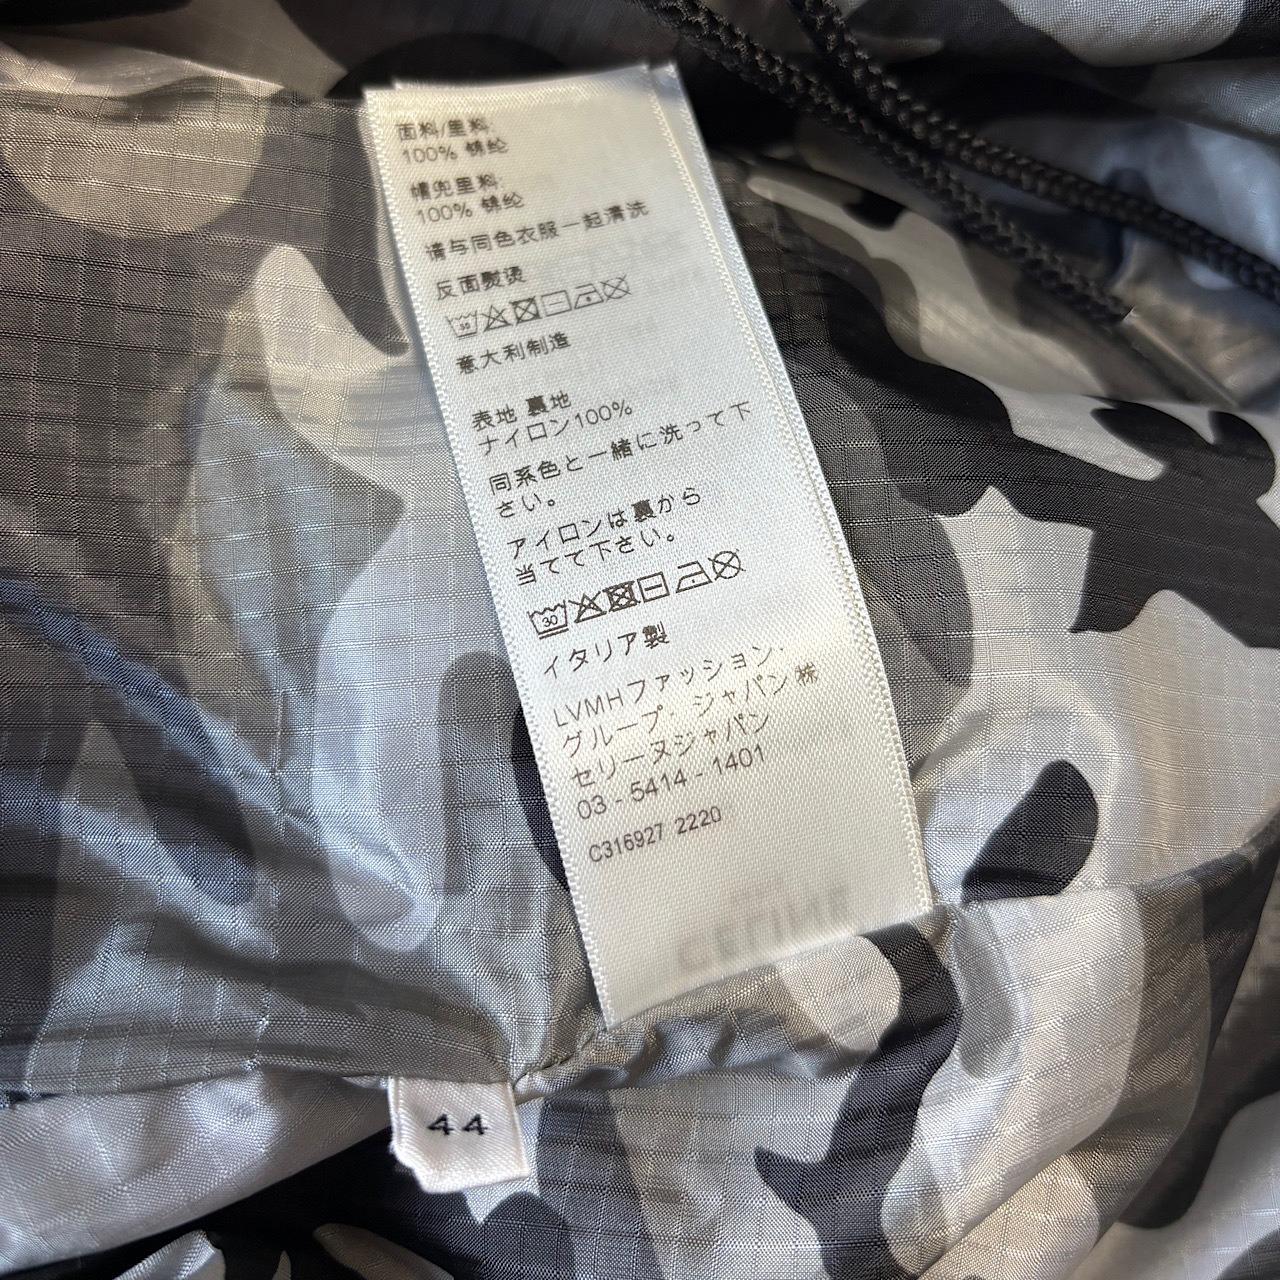 面料/里料:
100% 锦纶
帽兜里料:
100% 锦纶
请与同色衣服一起清洗
反面熨烫
30
意大利制造
表地 裏地
ナイロン100%
同系色と一緒に洗って下
さい。
アイロンは裏から
当てて下さい。
30
イタリア製
LVMHファッション・
グループ・ジャパン株
セリーヌジャパン
03 - 5414 - 1401
C316927 2220
44